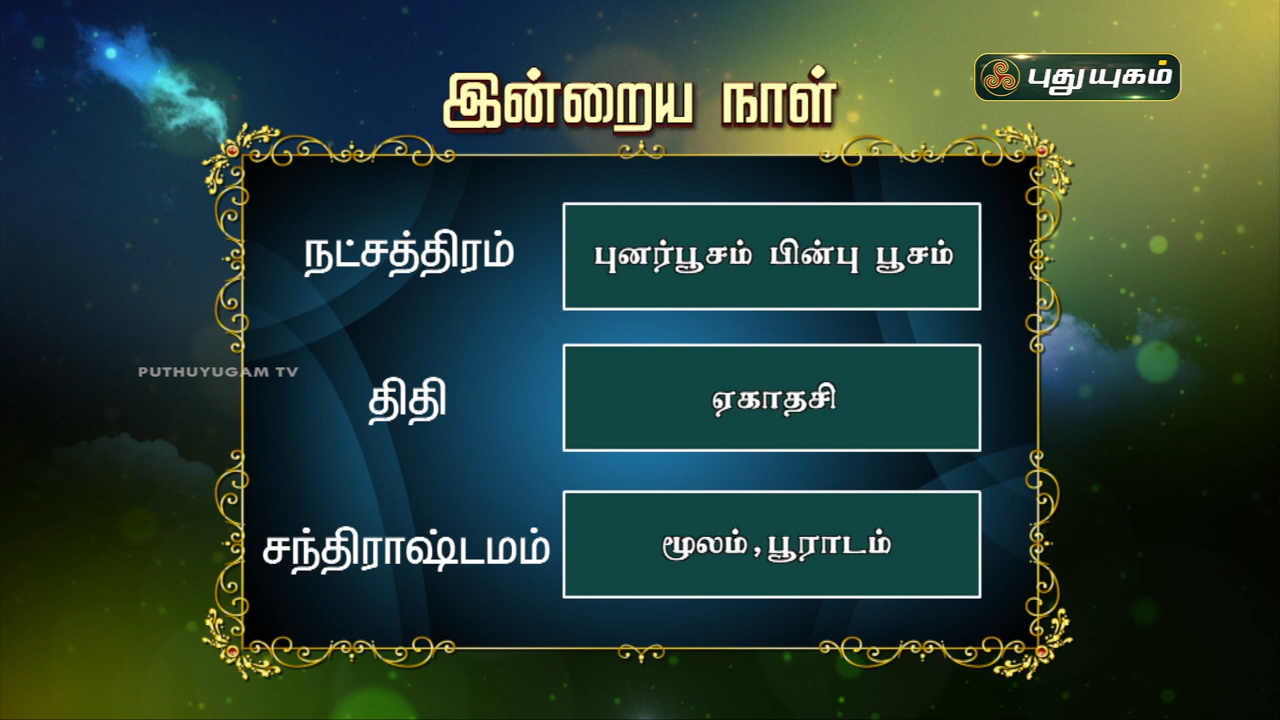 இன்றைய நாள்
புதுயுகம்
நட்சத்திரம்
புனர்பூசம் பின்பு பூசம்
PUTHUYUGAM TV
திதி
ஏகாதசி
சந்திராஷ்டமம்
மூலம்,பூராடம்